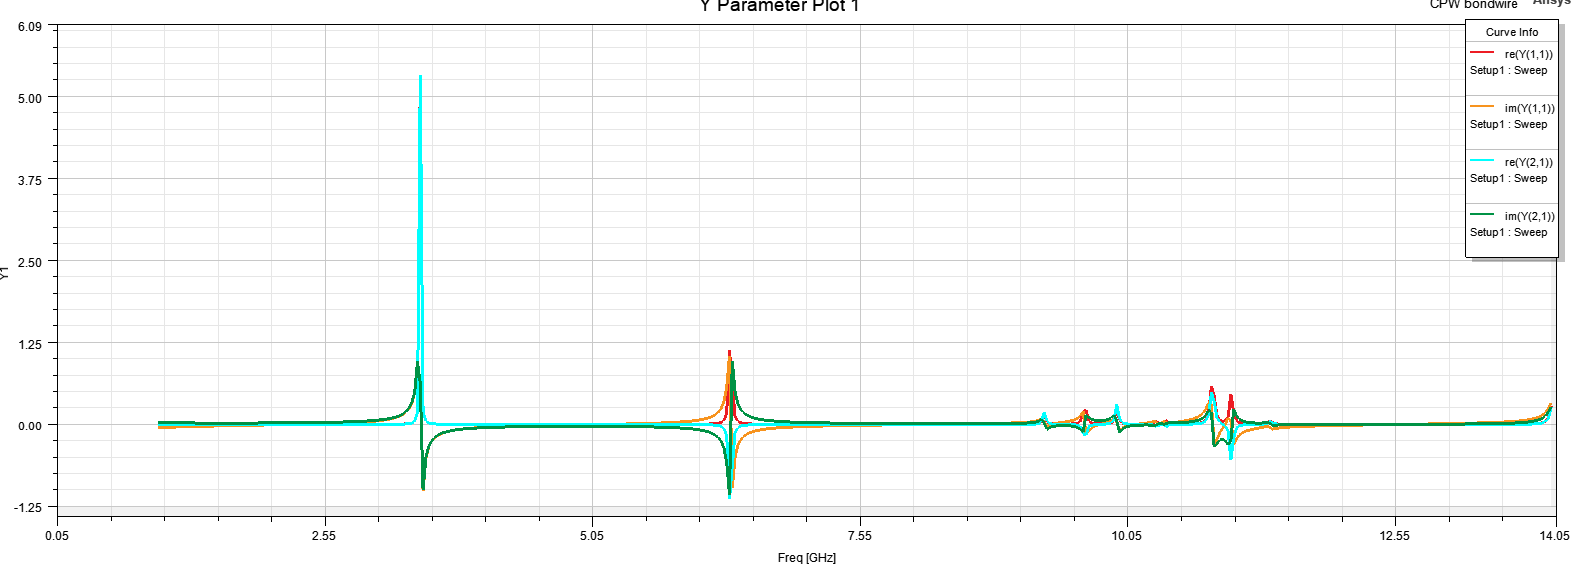 Y Parameter Plot 1
CPW bondwire
Ansys
Curve Info
re(Y(1,1))
Setup1 : Sweep
im(Y(1,1))
Setup1 : Sweep
re(Y(2,1))
Setup1 : Sweep
im(Y(2,1))
Setup1 : Sweep
6.09
5.00
3.75
2.50
1.25
0.00
-1.25
Y1
0.05
2.55
5.05
7.55
10.05
12.55
14.05
Freq [GHz]